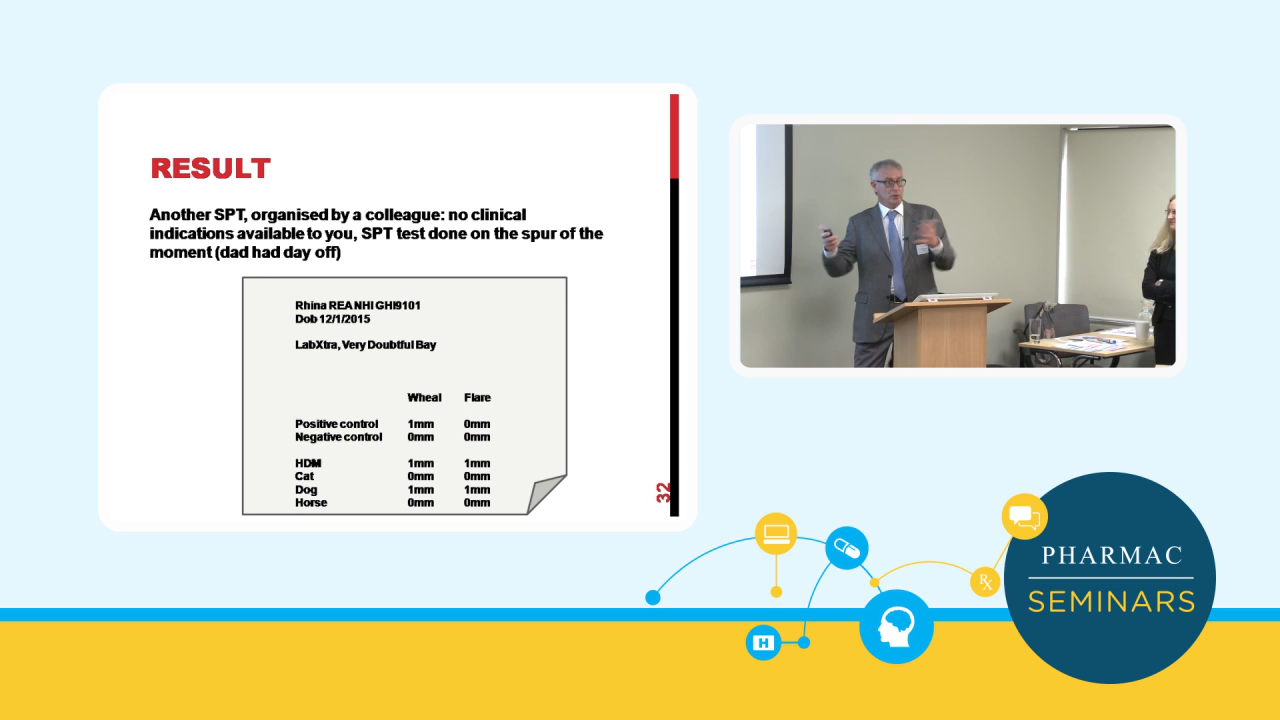 RESULT
Another SPT, organised by a colleague: no clinical
indications available to you, SPT test done on the spur of the
moment (dad had day off)
Rhina REA NHI GHI9101
Dob 12/1/2015
LabXtra, Very Doubtful Bay
Wheal Flare
Positive control 1mm 0mm
Negative control 0mm 0mm
HDM 1mm 1mm
Cat 0mm 0mm
Dog 1mm 1mm
Horse 0mm 0mm
32
H
Rx
PHARMAC
SEMINARS